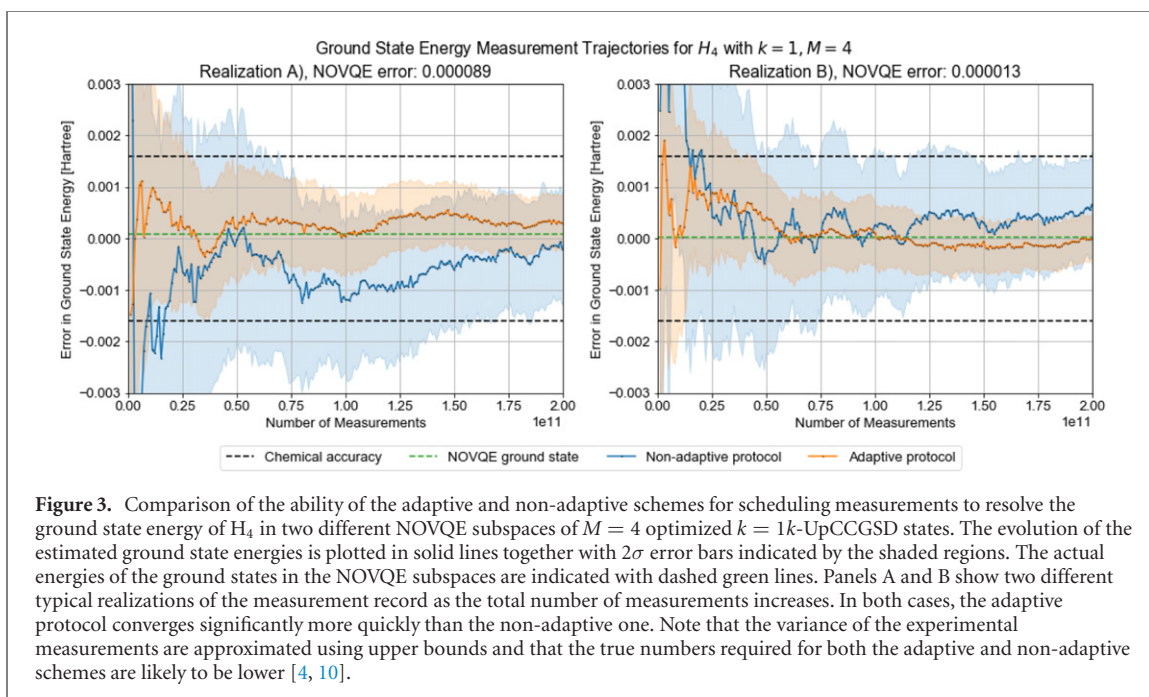 Ground State Energy Measurement Trajectories for H₄ with k = 1, M = 4
Realization A), NOVQE error: 0.000089
Realization B), NOVQE error: 0.000013
Error in Ground State Energy [Hartree]
0.003
0.002
0.001
0.000
−0.001
−0.002
−0.003
0.00 0.25 0.50 0.75 1.00 1.25 1.50 1.75 2.00
Number of Measurements
1e11
Error in Ground State Energy [Hartree]
0.003
0.002
0.001
0.000
−0.001
−0.002
−0.003
0.00 0.25 0.50 0.75 1.00 1.25 1.50 1.75 2.00
Number of Measurements
1e11
Chemical accuracy NOVQE ground state Non-adaptive protocol Adaptive protocol
Figure 3. Comparison of the ability of the adaptive and non-adaptive schemes for scheduling measurements to resolve the
ground state energy of H₄ in two different NOVQE subspaces of M = 4 optimized k = 1k-UpCCGSD states. The evolution of the
estimated ground state energies is plotted in solid lines together with 2σ error bars indicated by the shaded regions. The actual
energies of the ground states in the NOVQE subspaces are indicated with dashed green lines. Panels A and B show two different
typical realizations of the measurement record as the total number of measurements increases. In both cases, the adaptive
protocol converges significantly more quickly than the non-adaptive one. Note that the variance of the experimental
measurements are approximated using upper bounds and that the true numbers required for both the adaptive and non-adaptive
schemes are likely to be lower [4, 10].